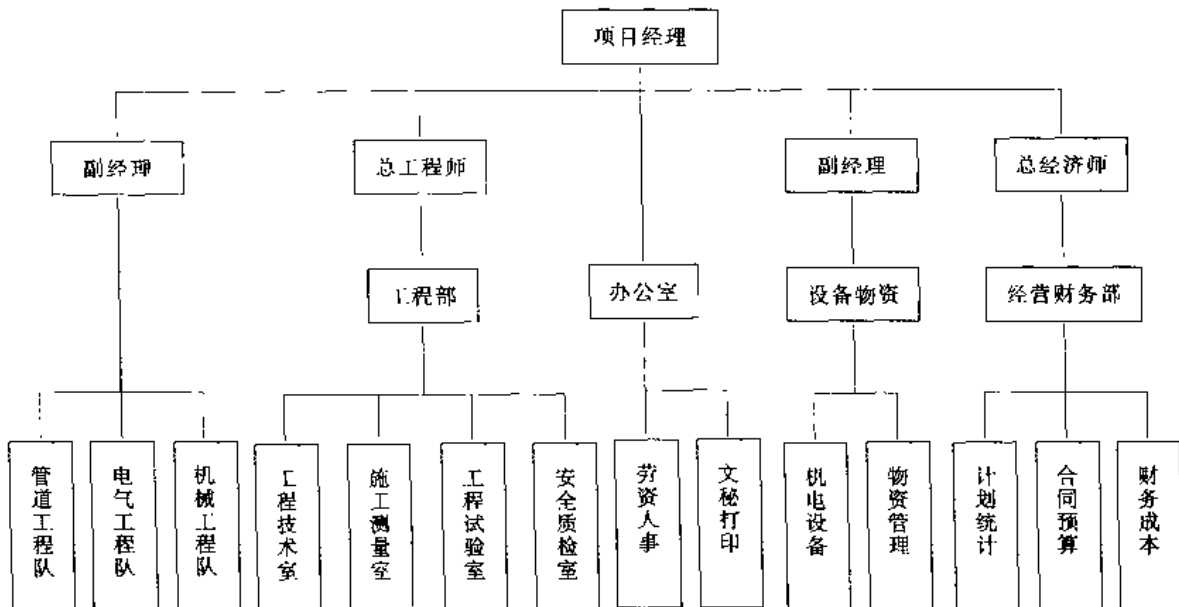 项目经理
副经理
总工程师
副经理
总经济师
工程部
办公室
设备物资
经营财务部
管道工程队
电气工程队
机械工程队
工程技术室
施工测量室
工程试验室
安全质检室
劳资人事
文秘打印
机电设备
物资管理
计划统计
合同预算
财务成本